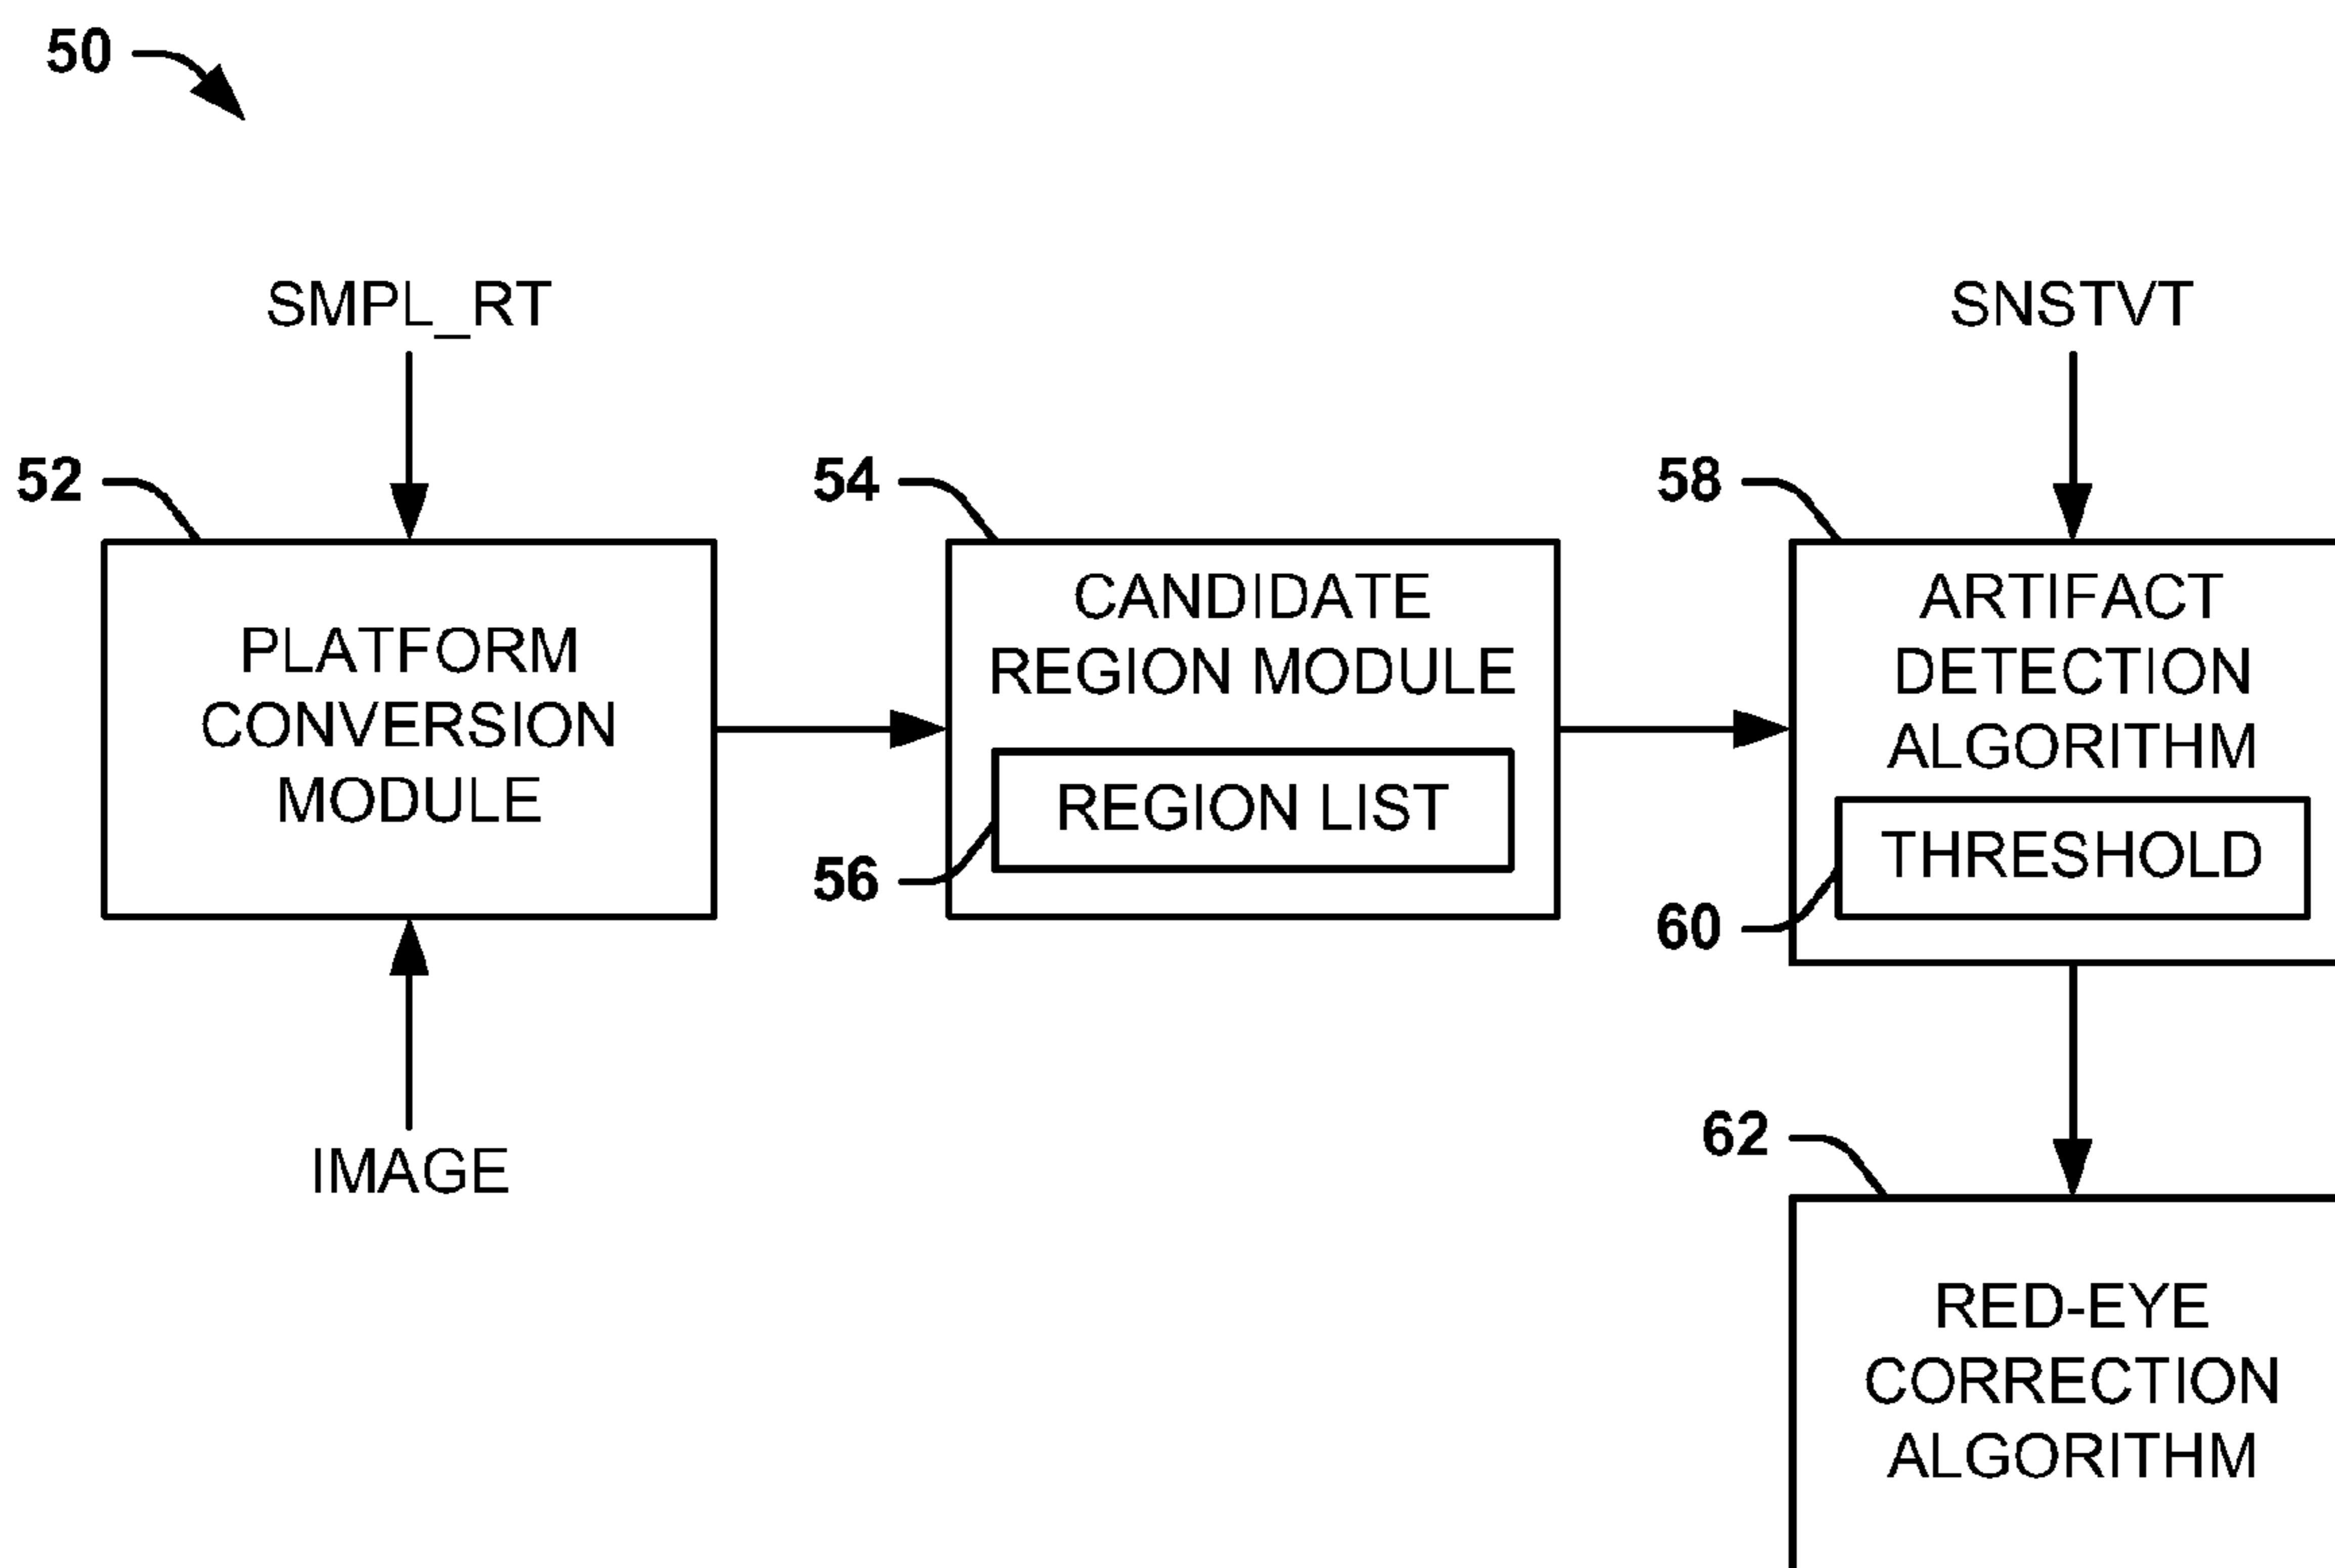 50
SMPL_RT
SNSTVT
52
54
58
PLATFORM
CONVERSION
MODULE
CANDIDATE
REGION MODULE
REGION LIST
56
ARTIFACT
DETECTION
ALGORITHM
THRESHOLD
60
IMAGE
62
RED-EYE
CORRECTION
ALGORITHM